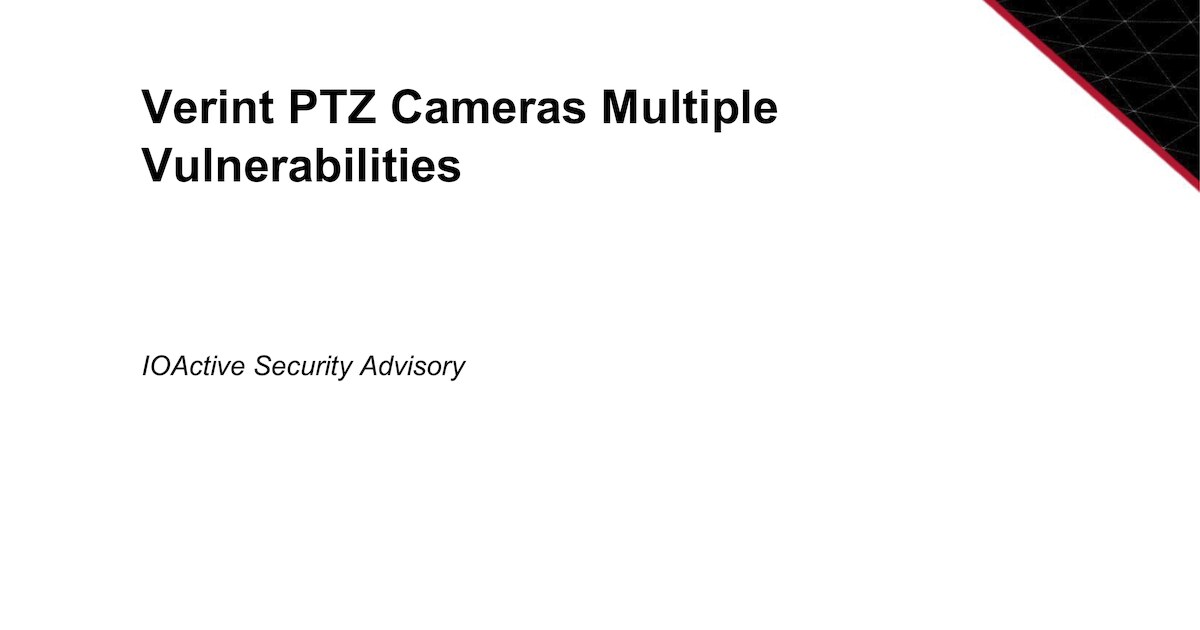 Verint PTZ Cameras Multiple
Vulnerabilities
IOActive Security Advisory